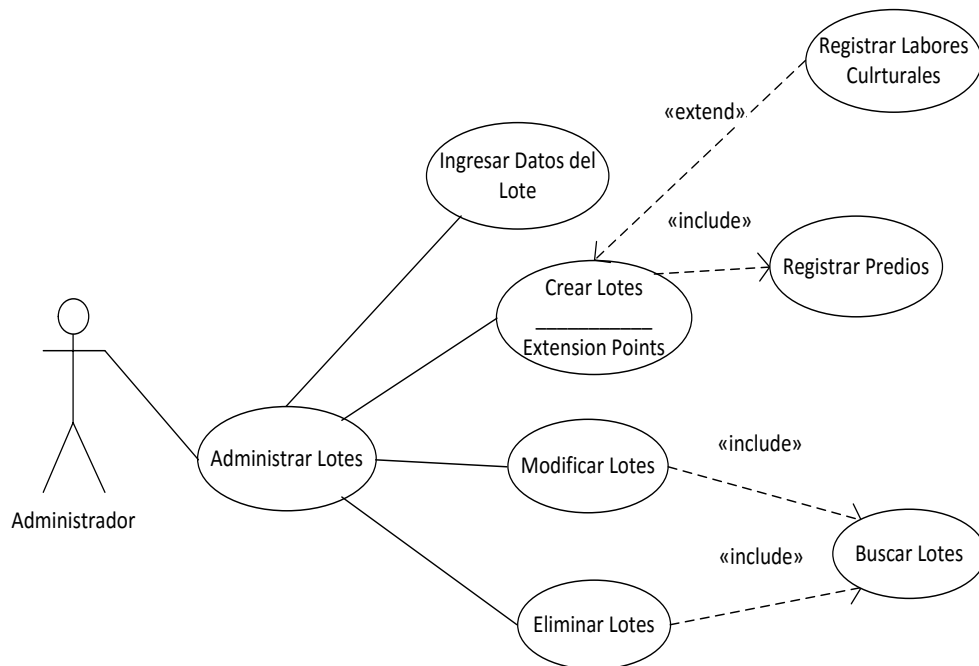 Registrar Labores
Culrturales
«extend»
Ingresar Datos del
Lote
«include»
Registrar Predios
Crear Lotes
____________
Extension Points
Administrar Lotes
Modificar Lotes
«include»
Administrador
Buscar Lotes
«include»
Eliminar Lotes